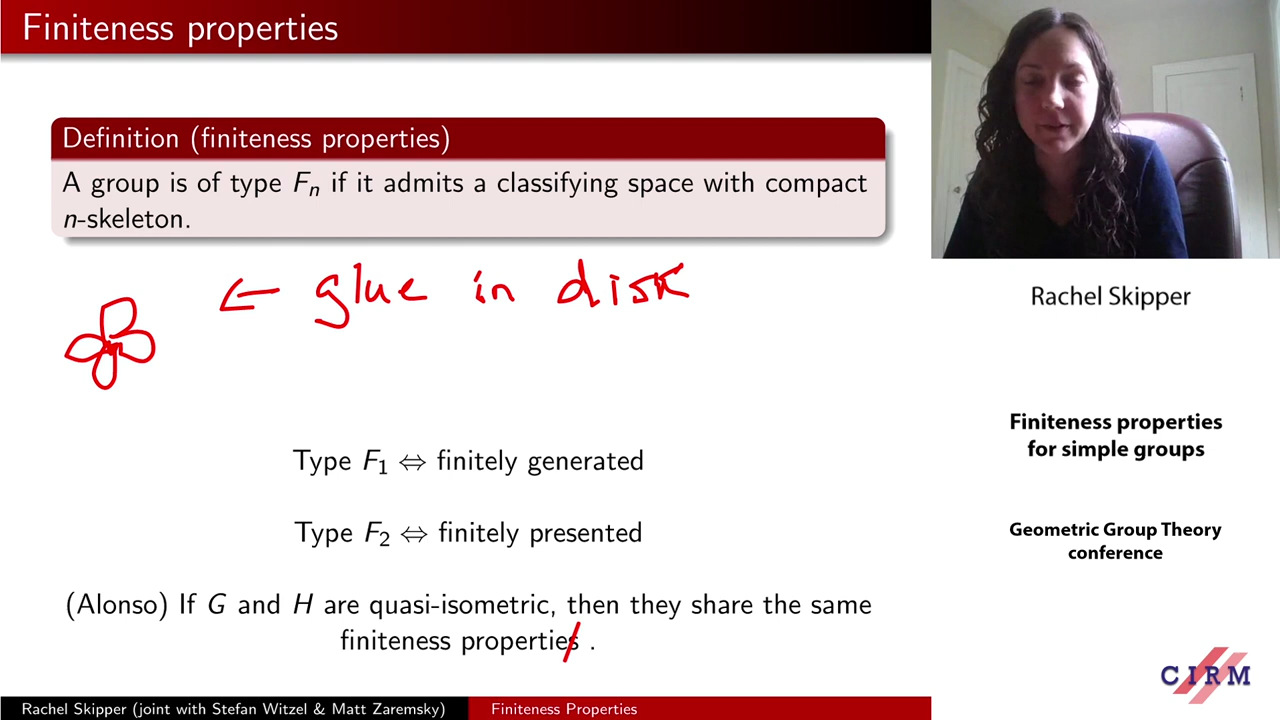 Finiteness properties
Definition (finiteness properties)
A group is of type Fₙ if it admits a classifying space with compact
n-skeleton.
← glue in disk
Type F₁ ⇔ finitely generated
Type F₂ ⇔ finitely presented
(Alonso) If G and H are quasi-isometric, then they share the same
finiteness properties .
Rachel Skipper (joint with Stefan Witzel & Matt Zaremsky)
Finiteness Properties
Rachel Skipper
Finiteness properties
for simple groups
Geometric Group Theory
conference
CIRM